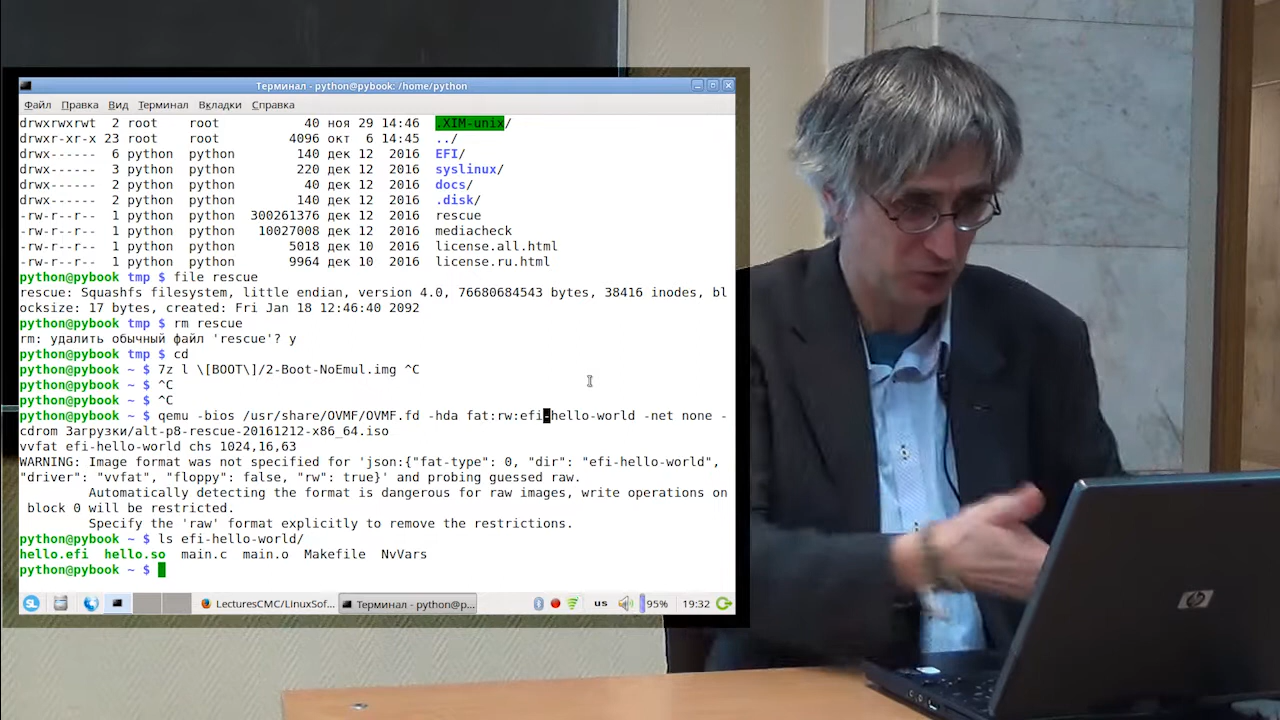 Терминал - python@pybook: /home/python
Файл Правка Вид Терминал Вкладки Справка
drwxrwxrwt 2 root root 40 ноя 29 14:46 .XIM-unix/
drwxr-xr-x 23 root root 4096 окт 6 14:45 ../
drwx------ 6 python python 140 дек 12 2016 EFI/
drwx------ 3 python python 220 дек 12 2016 syslinux/
drwx------ 2 python python 40 дек 12 2016 docs/
drwx------ 2 python python 140 дек 12 2016 .disk/
-rw-r--r-- 1 python python 300261376 дек 12 2016 rescue
-rw-r--r-- 1 python python 10027008 дек 12 2016 mediacheck
-rw-r--r-- 1 python python 5018 дек 10 2016 license.all.html
-rw-r--r-- 1 python python 9964 дек 10 2016 license.ru.html
python@pybook tmp $ file rescue
rescue: Squashfs filesystem, little endian, version 4.0, 76680684543 bytes, 38416 inodes, bl
ocksize: 17 bytes, created: Fri Jan 18 12:46:40 2092
python@pybook tmp $ rm rescue
rm: удалить обычный файл 'rescue'? y
python@pybook tmp $ cd
python@pybook ~ $ 7z l \[BOOT\]/2-Boot-NoEmul.img ^C
python@pybook ~ $ ^C
python@pybook ~ $ ^C
python@pybook ~ $ qemu -bios /usr/share/OVMF/OVMF.fd -hda fat:rw:efi-hello-world -net none -
cdrom Загрузки/alt-p8-rescue-20161212-x86_64.iso
vvfat efi-hello-world chs 1024,16,63
WARNING: Image format was not specified for 'json:{"fat-type": 0, "dir": "efi-hello-world",
"driver": "vvfat", "floppy": false, "rw": true}' and probing guessed raw.
Automatically detecting the format is dangerous for raw images, write operations on
block 0 will be restricted.
Specify the 'raw' format explicitly to remove the restrictions.
python@pybook ~ $ ls efi-hello-world/
hello.efi hello.so main.c main.o Makefile NvVars
python@pybook ~ $
SL LecturesCMC/LinuxSof... Терминал - python@p... us 95% 19:32
hp